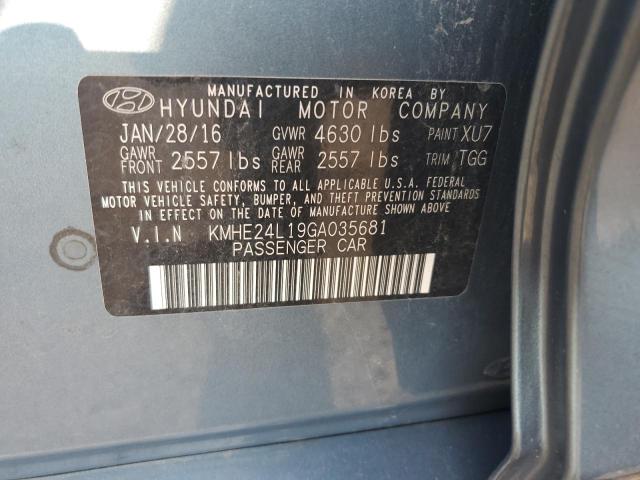 MANUFACTURED IN KOREA BY
HYUNDAI MOTOR COMPANY
JAN/28/16 GVWR 4630 lbs PAINT XU7
GAWR FRONT 2557 lbs GAWR REAR 2557 lbs TRIM TGG
THIS VEHICLE CONFORMS TO ALL APPLICABLE U.S.A. FEDERAL
MOTOR VEHICLE SAFETY, BUMPER, AND THEFT PREVENTION STANDARDS
IN EFFECT ON THE DATE OF MANUFACTURE SHOWN ABOVE
V.I.N KMHE24L19GA035681
PASSENGER CAR